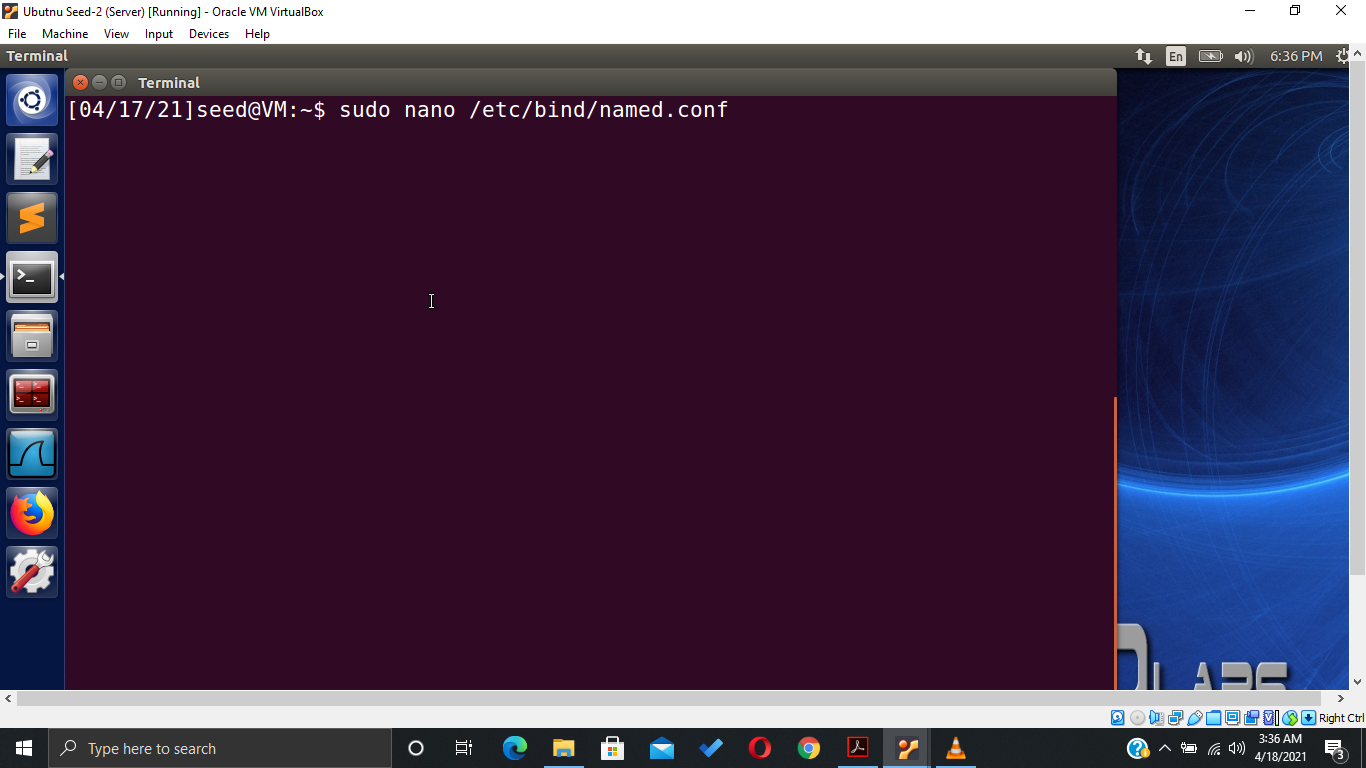 Ubutnu Seed-2 (Server) [Running] - Oracle VM VirtualBox
File Machine View Input Devices Help
Terminal
En
6:36 PM
Terminal
[04/17/21]seed@VM:~$ sudo nano /etc/bind/named.conf
LABS
Right Ctrl
Type here to search
3:36 AM
4/18/2021
3